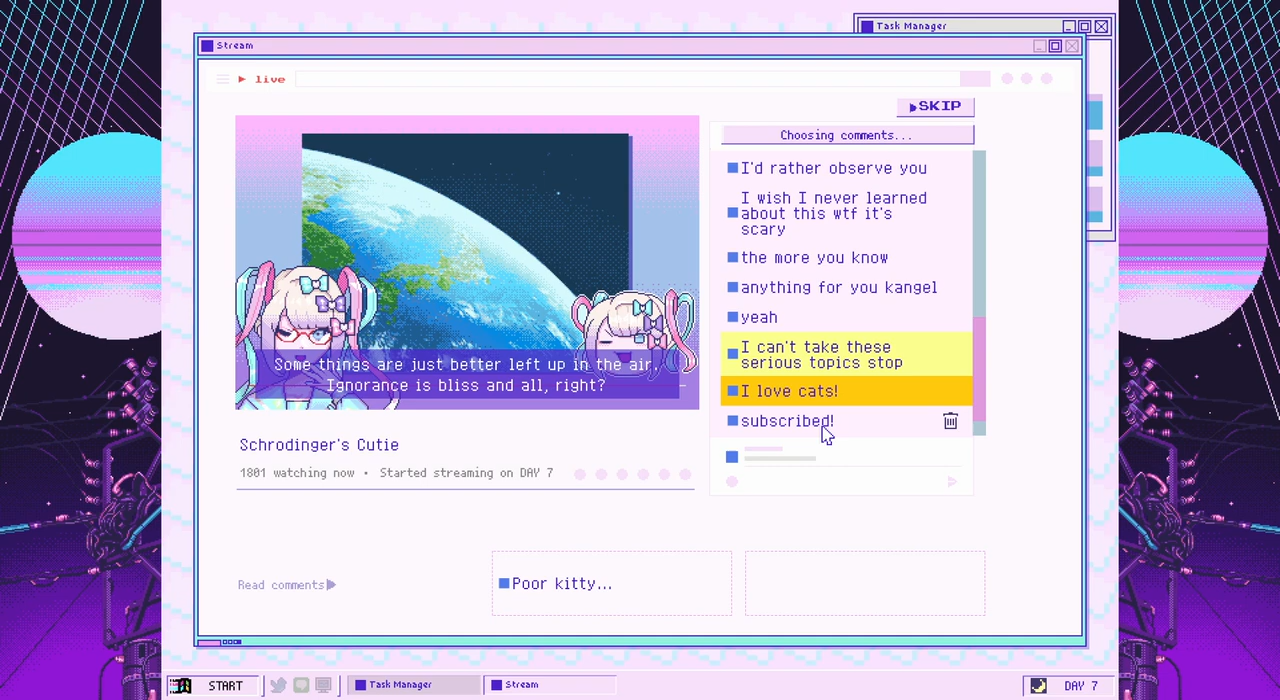 Task Manager
Stream
live
SKIP
Choosing comments...
I'd rather observe you
I wish I never learned
about this wtf it's
scary
the more you know
anything for you kangel
yeah
I can't take these
serious topics stop
I love cats!
subscribed!
Some things are just better left up in the air.
Ignorance is bliss and all, right?
Schrodinger's Cutie
1801 watching now • Started streaming on DAY 7
Read comments
Poor kitty...
START
Task Manager
Stream
DAY 7